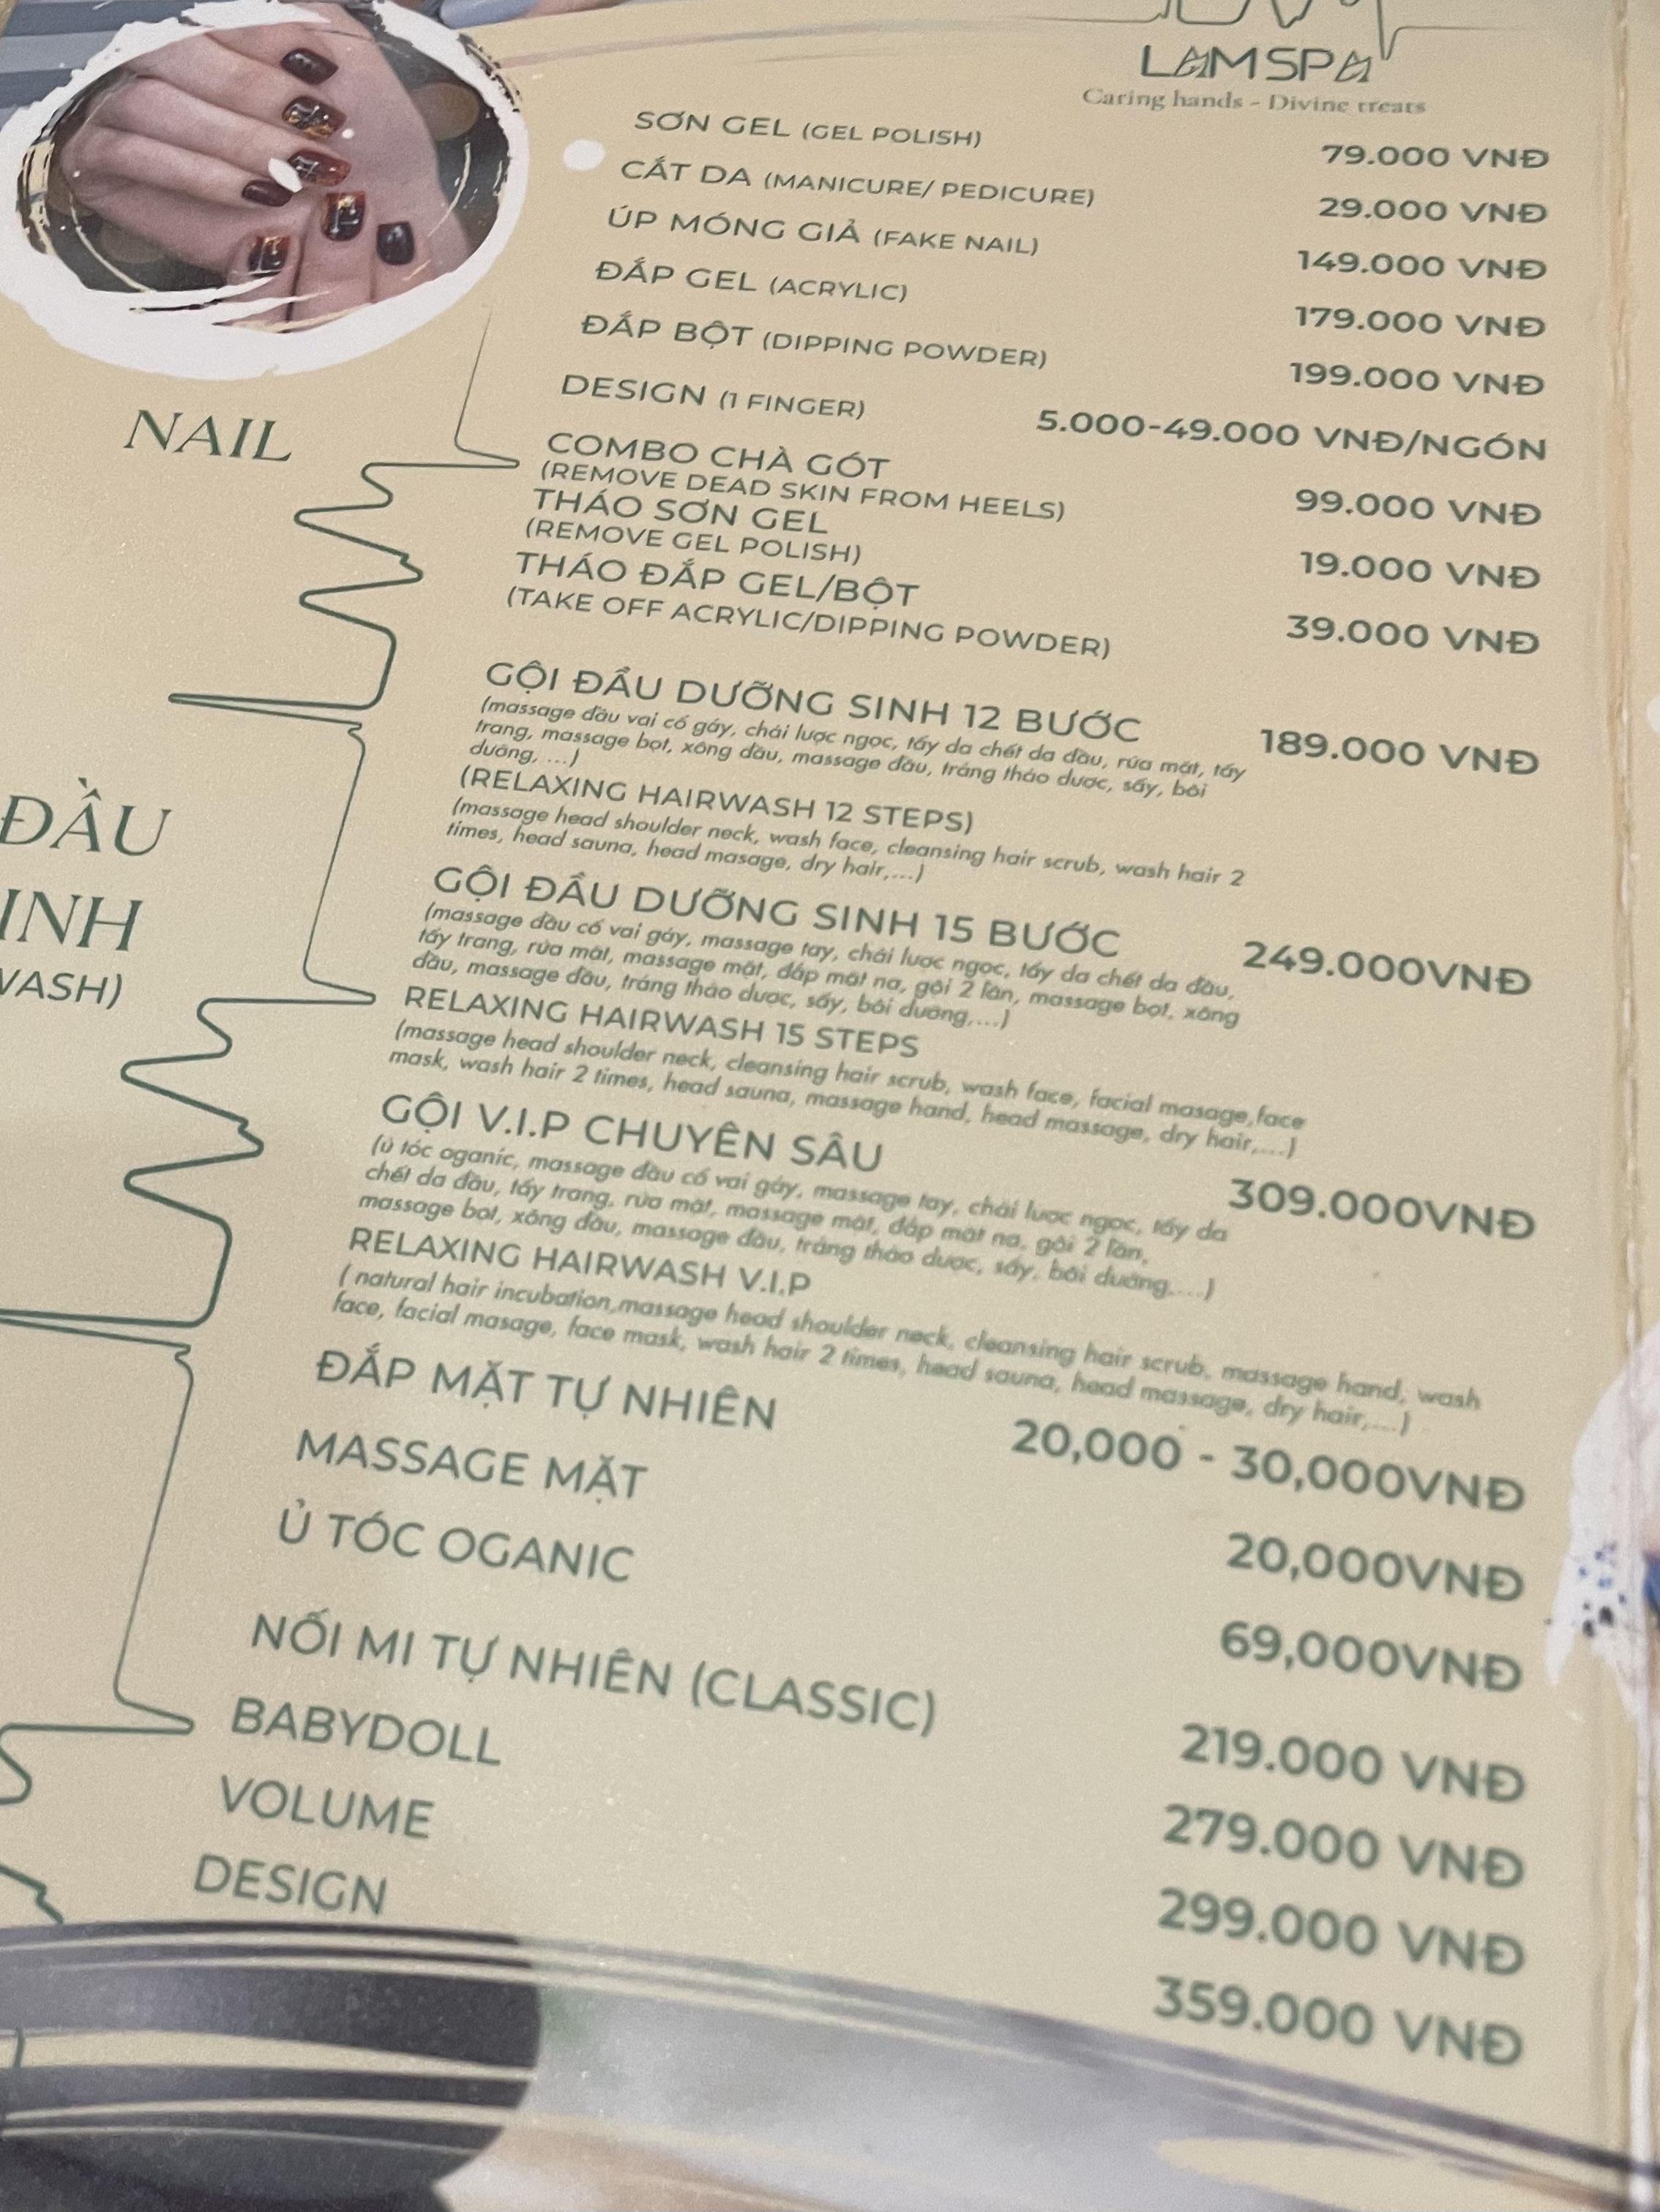 LAMSPA
Caring hands - Divine treats
SƠN GEL (GEL POLISH) 79.000 VNĐ
CẮT DA (MANICURE/ PEDICURE) 29.000 VNĐ
ÚP MÓNG GIẢ (FAKE NAIL) 149.000 VNĐ
ĐẮP GEL (ACRYLIC) 179.000 VNĐ
ĐẮP BỘT (DIPPING POWDER) 199.000 VNĐ
DESIGN (1 FINGER) 5.000-49.000 VNĐ/NGÓN
NAIL
COMBO CHÀ GÓT 99.000 VNĐ
(REMOVE DEAD SKIN FROM HEELS)
THÁO SƠN GEL 19.000 VNĐ
(REMOVE GEL POLISH)
THÁO ĐẮP GEL/BỘT 39.000 VNĐ
(TAKE OFF ACRYLIC/DIPPING POWDER)
GỘI ĐẦU DƯỠNG SINH 12 BƯỚC 189.000 VNĐ
(massage đầu vai cổ gáy, chải lược ngọc, tẩy da chết da đầu, rửa mặt, tẩy
trang, massage bọt, xông đầu, massage đầu, tráng thảo dược, sấy, bôi
dưỡng, ...)
(RELAXING HAIRWASH 12 STEPS)
(massage head shoulder neck, wash face, cleansing hair scrub, wash hair 2
times, head sauna, head masage, dry hair,...)
ĐẦU
INH
WASH)
GỘI ĐẦU DƯỠNG SINH 15 BƯỚC 249.000VNĐ
(massage đầu cổ vai gáy, massage tay, chải lược ngọc, tẩy da chết da đầu,
tẩy trang, rửa mặt, massage mặt, đắp mặt nạ, gội 2 lần, massage bọt, xông
đầu, massage đầu, tráng thảo dược, sấy, bôi dưỡng,...)
RELAXING HAIRWASH 15 STEPS
(massage head shoulder neck, cleansing hair scrub, wash face, facial masage,face
mask, wash hair 2 times, head sauna, massage hand, head massage, dry hair,...)
GỘI V.I.P CHUYÊN SÂU 309.000VNĐ
(ủ tóc oganic, massage đầu cổ vai gáy, massage tay, chải lược ngọc, tẩy da
chết da đầu, tẩy trang, rửa mặt, massage mặt, đắp mặt nạ, gội 2 lần,
massage bọt, xông đầu, massage đầu, tráng thảo dược, sấy, bôi dưỡng,...)
RELAXING HAIRWASH V.I.P
( natural hair incubation,massage head shoulder neck, cleansing hair scrub, massage hand, wash
face, facial masage, face mask, wash hair 2 times, head sauna, head massage, dry hair,...)
ĐẮP MẶT TỰ NHIÊN 20,000 - 30,000VNĐ
MASSAGE MẶT 20,000VNĐ
Ủ TÓC OGANIC 69,000VNĐ
NỐI MI TỰ NHIÊN (CLASSIC) 219.000 VNĐ
BABYDOLL 279.000 VNĐ
VOLUME 299.000 VNĐ
DESIGN 359.000 VNĐ